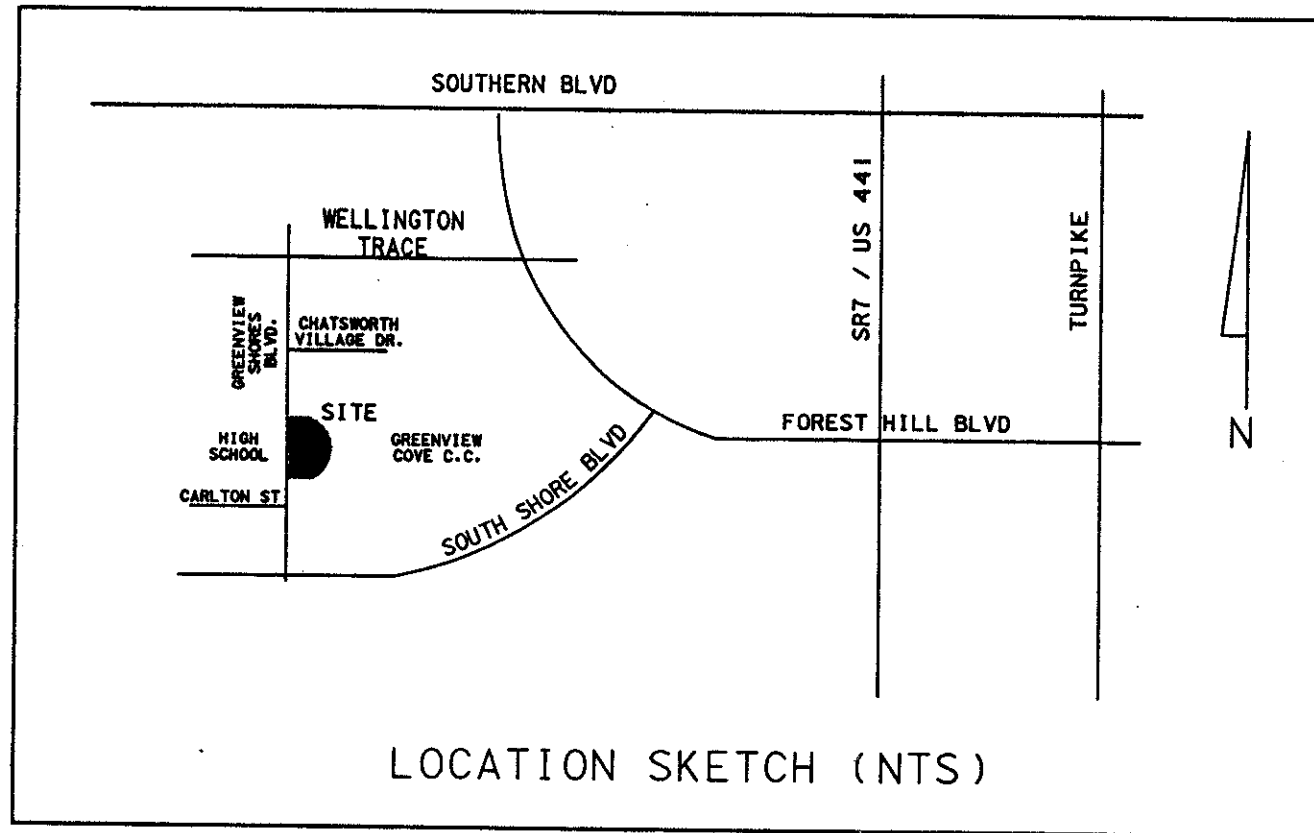 SOUTHERN BLVD
SR7 / US 441
TURNPIKE
WELLINGTON
TRACE
GREENVIEW
SHORES
BLVD.
CHATSWORTH
VILLAGE DR.
SITE
HIGH
SCHOOL
GREENVIEW
COVE C.C.
FOREST HILL BLVD
N
CARLTON ST
SOUTH SHORE BLVD
LOCATION SKETCH (NTS)